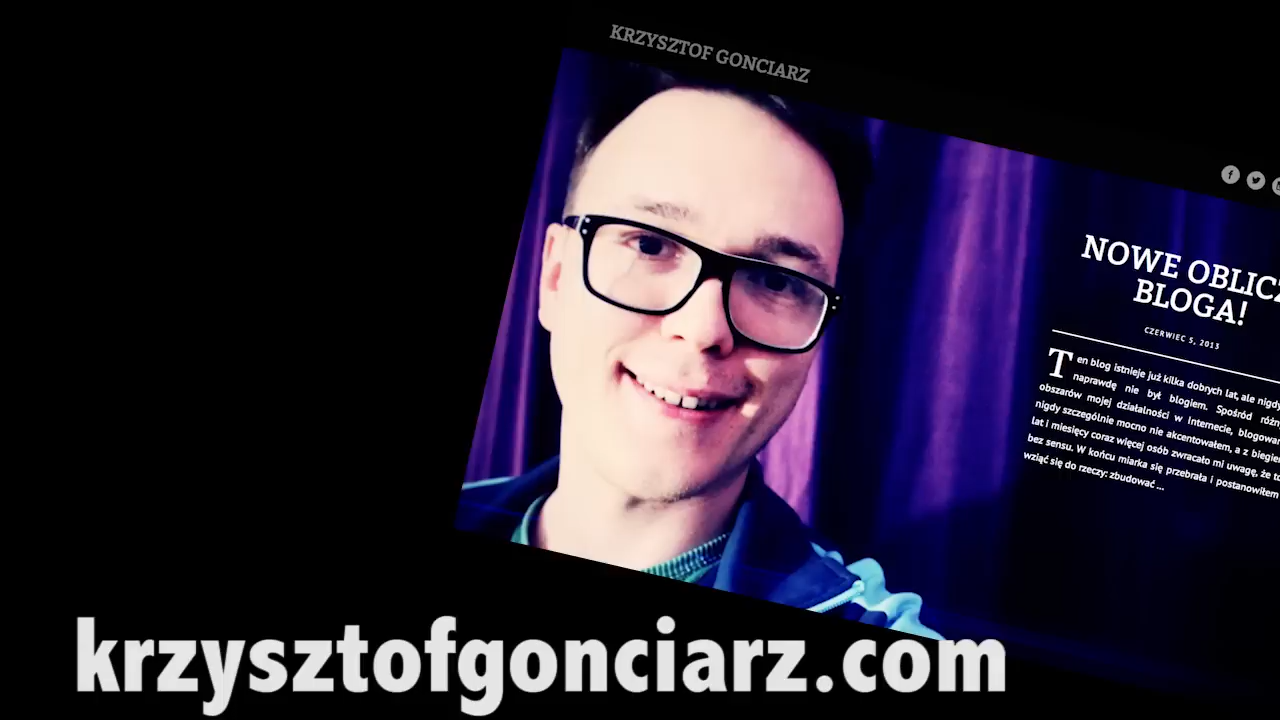 KRZYSZTOF GONCIARZ
NOWE OBLICZ
BLOGA!
CZERWIEC 5, 2013
Ten blog istnieje już kilka dobrych lat, ale nigdy
naprawdę nie był blogiem. Spośród różn
obszarów mojej działalności w Internecie, blogowan
nigdy szczególnie mocno nie akcentowałem, a z biegiem
lat i miesięcy coraz więcej osób zwracało mi uwagę, że to
bez sensu. W końcu miarka się przebrała i postanowiłem
wziąć się do rzeczy: zbudować ...
krzysztofgonciarz.com